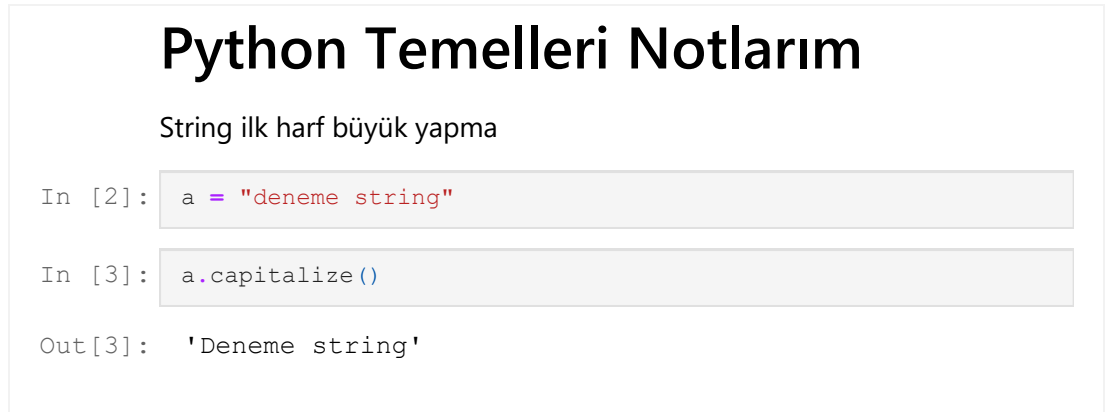 Python Temelleri Notlarım
String ilk harf büyük yapma
In [2]: a = "deneme string"
In [3]: a.capitalize()
Out[3]: 'Deneme string'